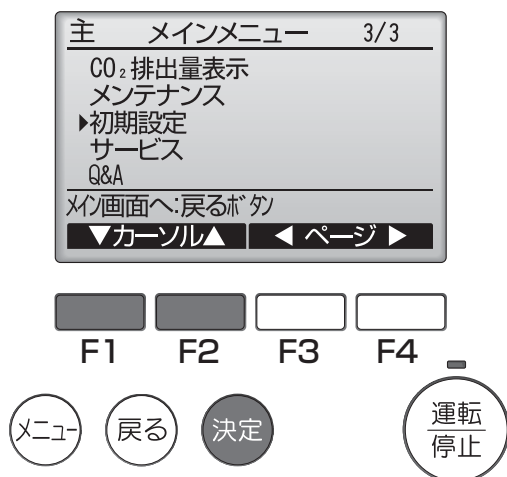 主 メインメニュー 3/3
CO₂排出量表示
メンテナンス
▶初期設定
サービス
Q&A
メイン画面へ:戻るボタン
▼カーソル▲ ◀ ページ ▶
F1 F2 F3 F4
メニュー 戻る 決定 運転
停止